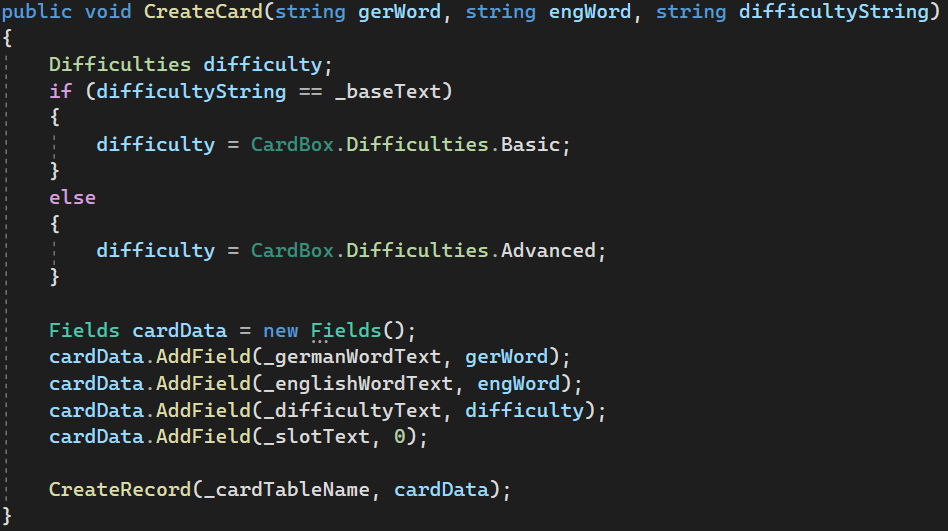 public void CreateCard(string gerWord, string engWord, string difficultyString)
{
    Difficulties difficulty;
    if (difficultyString == _baseText)
    {
        difficulty = CardBox.Difficulties.Basic;
    }
    else
    {
        difficulty = CardBox.Difficulties.Advanced;
    }

    Fields cardData = new Fields();
    cardData.AddField(_germanWordText, gerWord);
    cardData.AddField(_englishWordText, engWord);
    cardData.AddField(_difficultyText, difficulty);
    cardData.AddField(_slotText, 0);

    CreateRecord(_cardTableName, cardData);
}